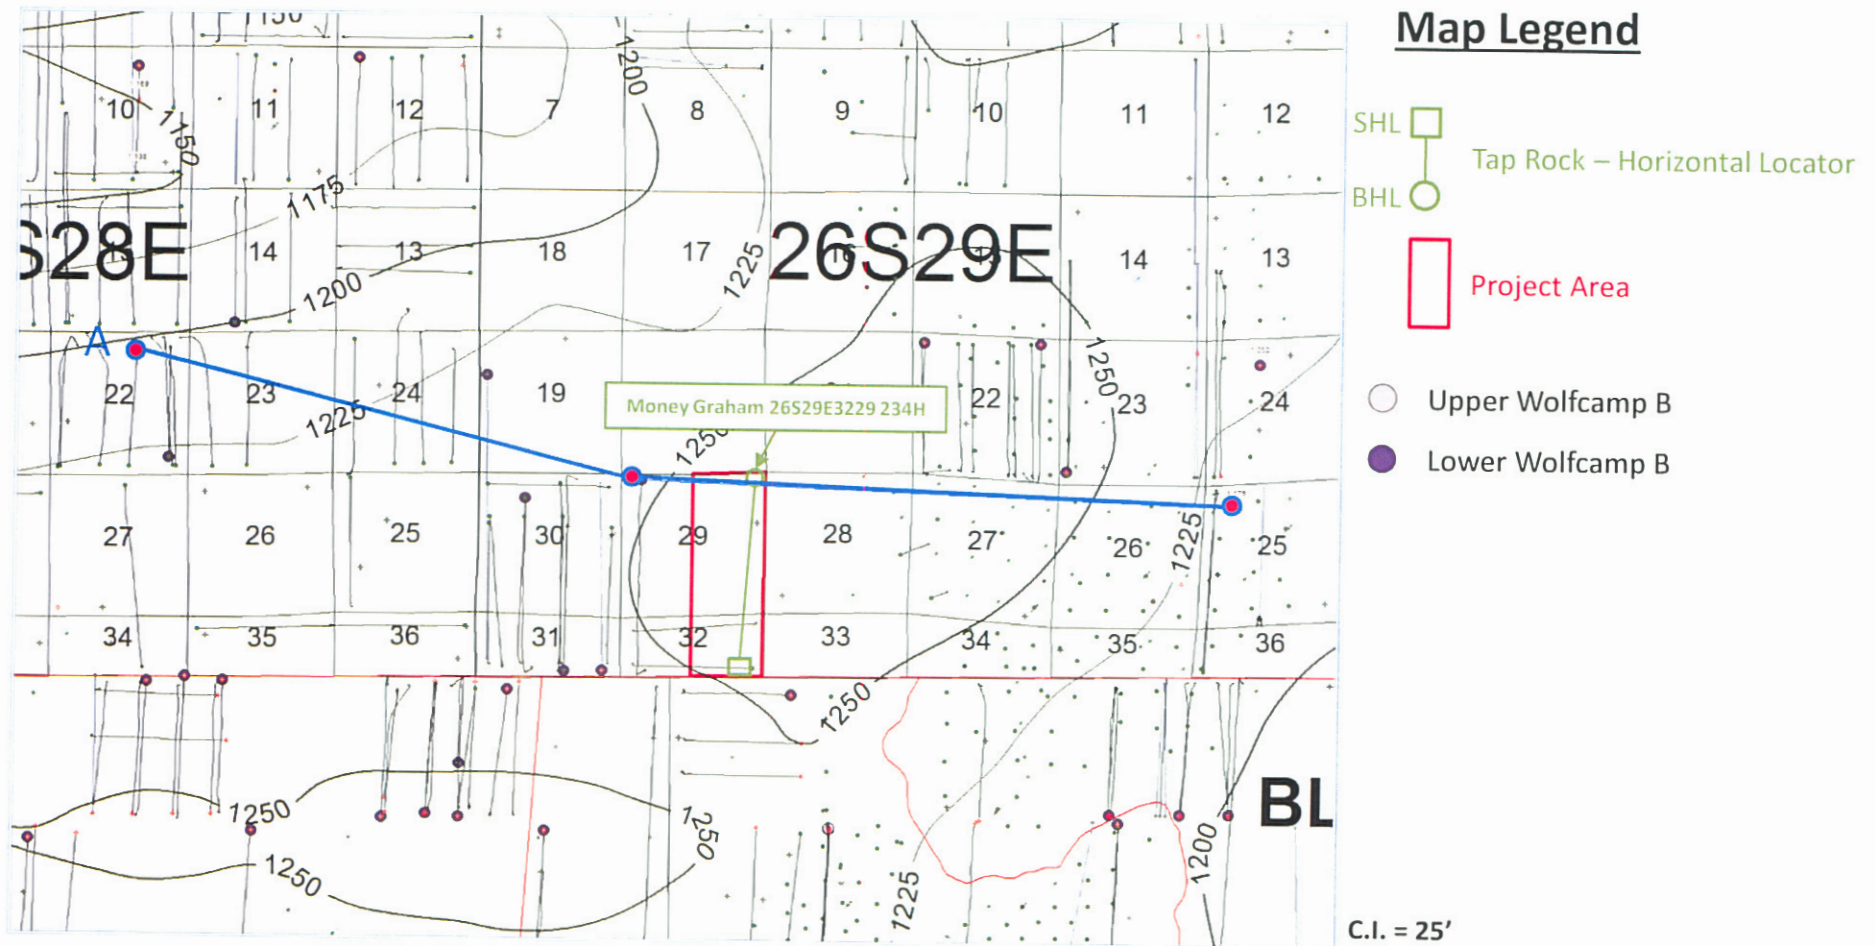 Map Legend
SHL
BHL
Tap Rock – Horizontal Locator
Project Area
Upper Wolfcamp B
Lower Wolfcamp B
C.I. = 25'
1150
1200
10 11 12 7 8 9 10 11 12
1150
1175
S28E
14 13 18 17
1225
26S29E
14 13
1200
A
22 23 24 19
Money Graham 26S29E3229 234H
22
1250
23 24
1225
1250
27 26 25 30 29 28 27 26
1225
25
34 35 36 31 32 33 34 35 36
1250
1250
1250
1250
1225
1200
BL